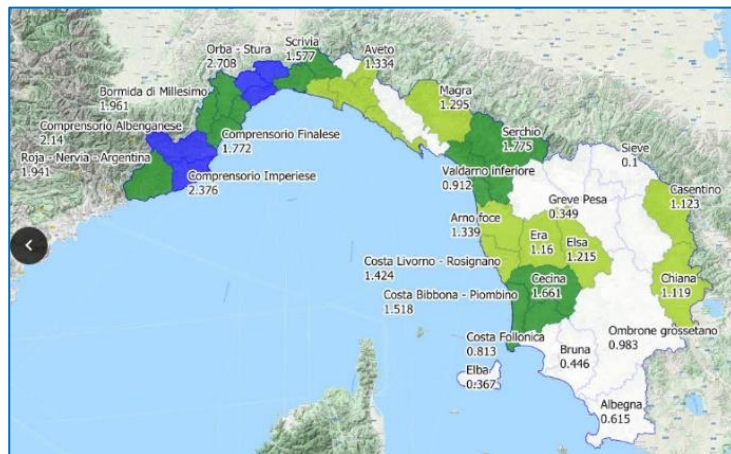 Orba - Stura
2.708
Scrivia
1.577
Aveto
1.334
Bormida di Millesimo
1.961
Magra
1.295
Comprensorio Albenganese
2.14
Comprensorio Finalese
1.772
Serchio
1.775
Sieve
0.1
Roja - Nervia - Argentina
1.941
Comprensorio Imperiese
2.376
Valdarno inferiore
0.912
Greve Pesa
0.349
Casentino
1.123
Arno foce
1.339
Era
1.16
Elsa
1.215
Costa Livorno - Rosignano
1.424
Cecina
1.661
Chiana
1.119
Costa Bibbona - Piombino
1.518
Ombrone grossetano
0.983
Costa Follonica
0.813
Bruna
0.446
Elba
0.367
Albegna
0.615